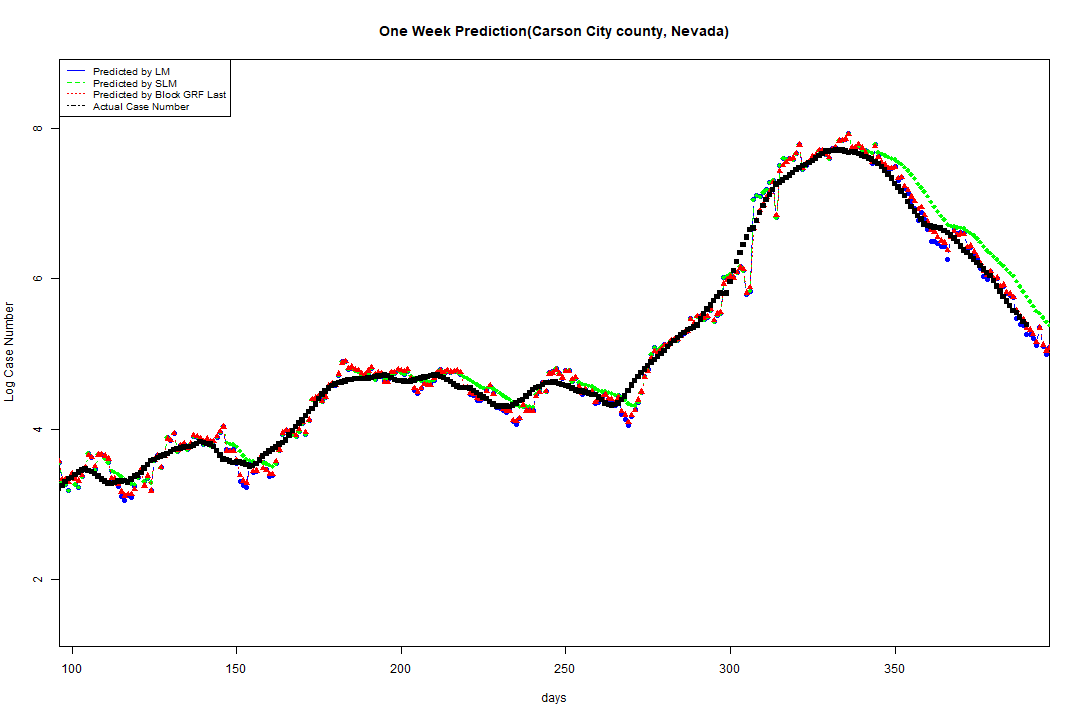 One Week Prediction(Carson City county, Nevada)
Predicted by LM
Predicted by SLM
Predicted by Block GRF Last
Actual Case Number
8
6
4
2
Log Case Number
100 150 200 250 300 350
days